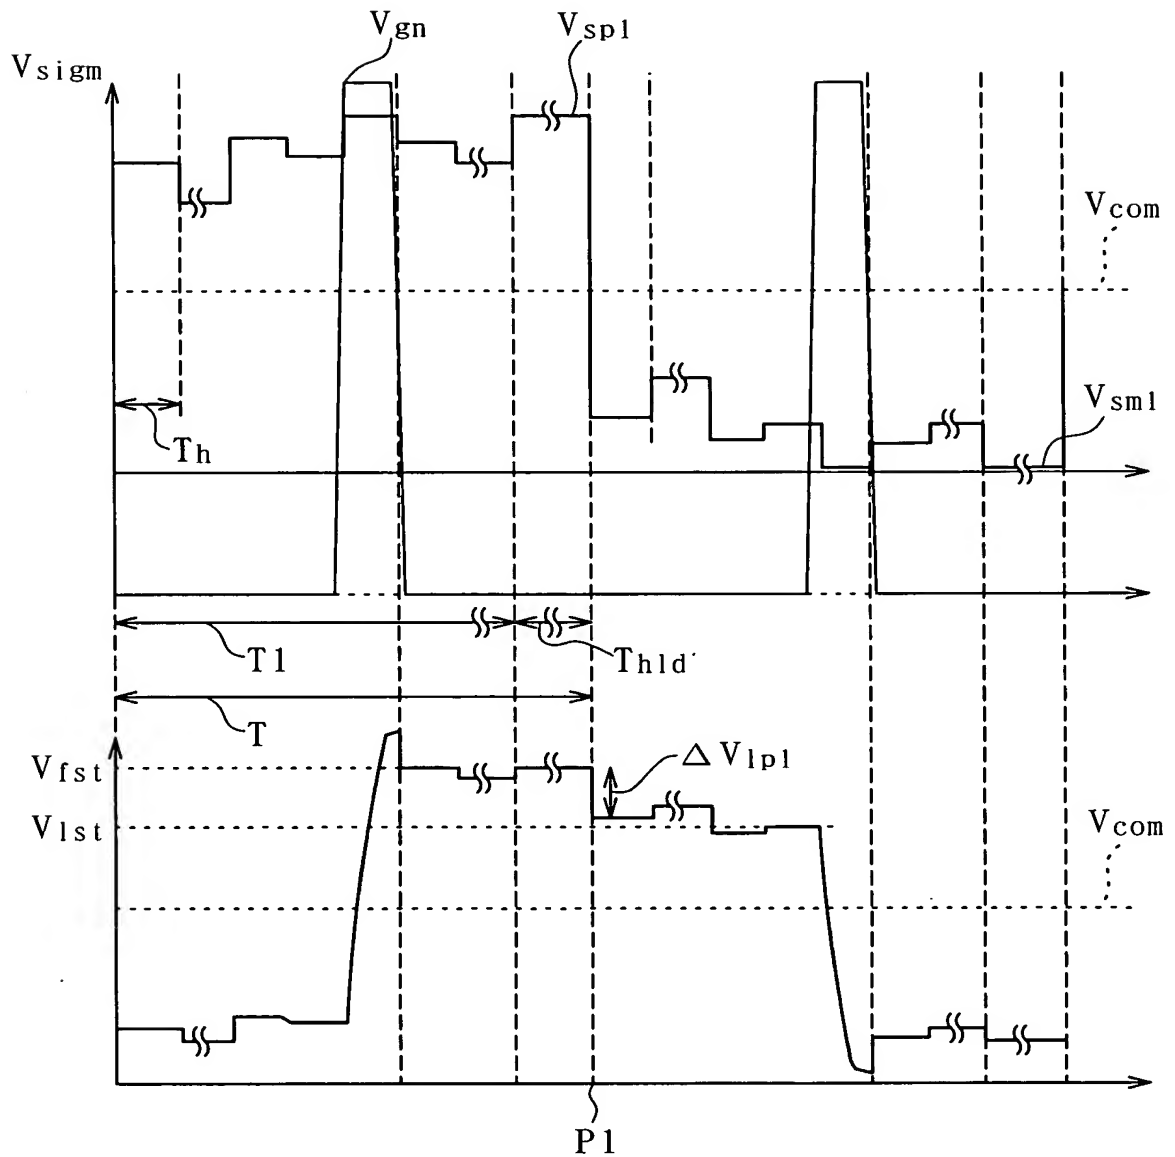 Vgn
Vsp1
Vsigm
Vcom
Vsm1
Th
T1
Thld
T
Vfst
ΔVlp1
Vlst
Vcom
P1